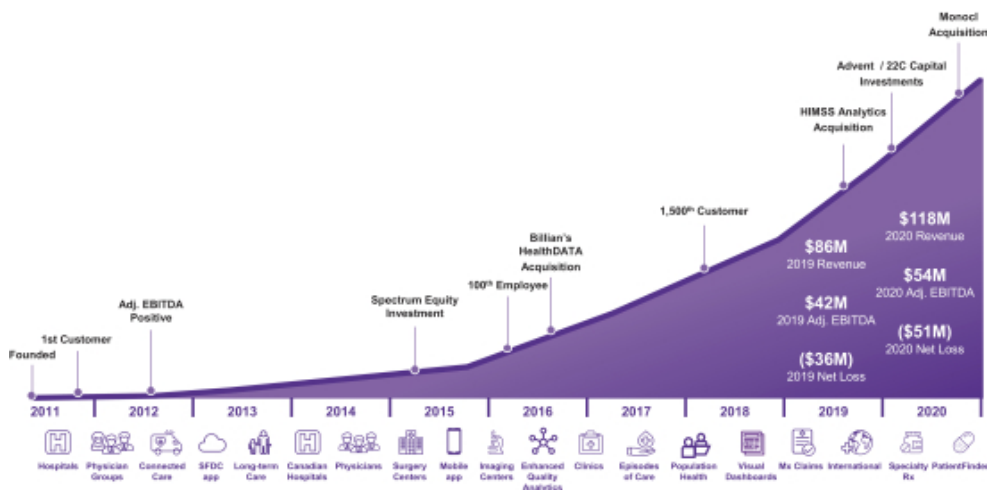 Monocl
Acquisition
Advent / 22C Capital
Investments
HIMSS Analytics
Acquisition
1,500th Customer
Billian's
HealthDATA
Acquisition
100th Employee
Spectrum Equity
Investment
Adj. EBITDA
Positive
1st Customer
Founded
$118M
2020 Revenue
$86M
2019 Revenue
$54M
2020 Adj. EBITDA
$42M
2019 Adj. EBITDA
($51M)
2020 Net Loss
($36M)
2019 Net Loss
2011 2012 2013 2014 2015 2016 2017 2018 2019 2020
Hospitals
Physician
Groups
Connected
Care
SFDC
app
Long-term
Care
Canadian
Hospitals
Physicians
Surgery
Centers
Mobile
app
Imaging
Centers
Enhanced
Quality
Analytics
Clinics
Episodes
of Care
Population
Health
Visual
Dashboards
Mx Claims
International
Specialty
Rx
PatientFinder